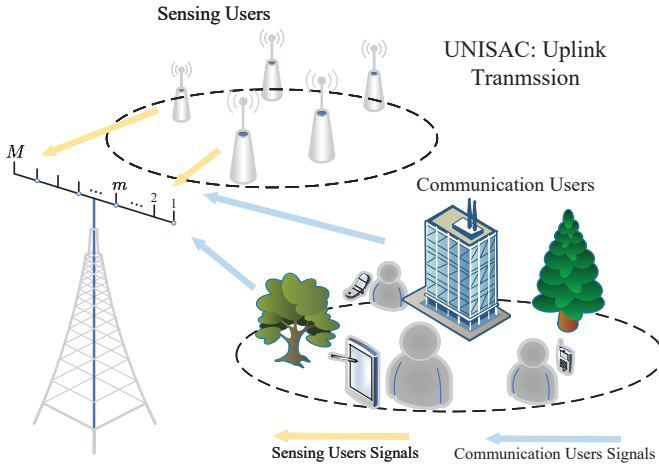 Sensing Users
UNISAC: Uplink
Tranmssion
M
... m ... 2 1
Communication Users
Sensing Users Signals
Communication Users Signals